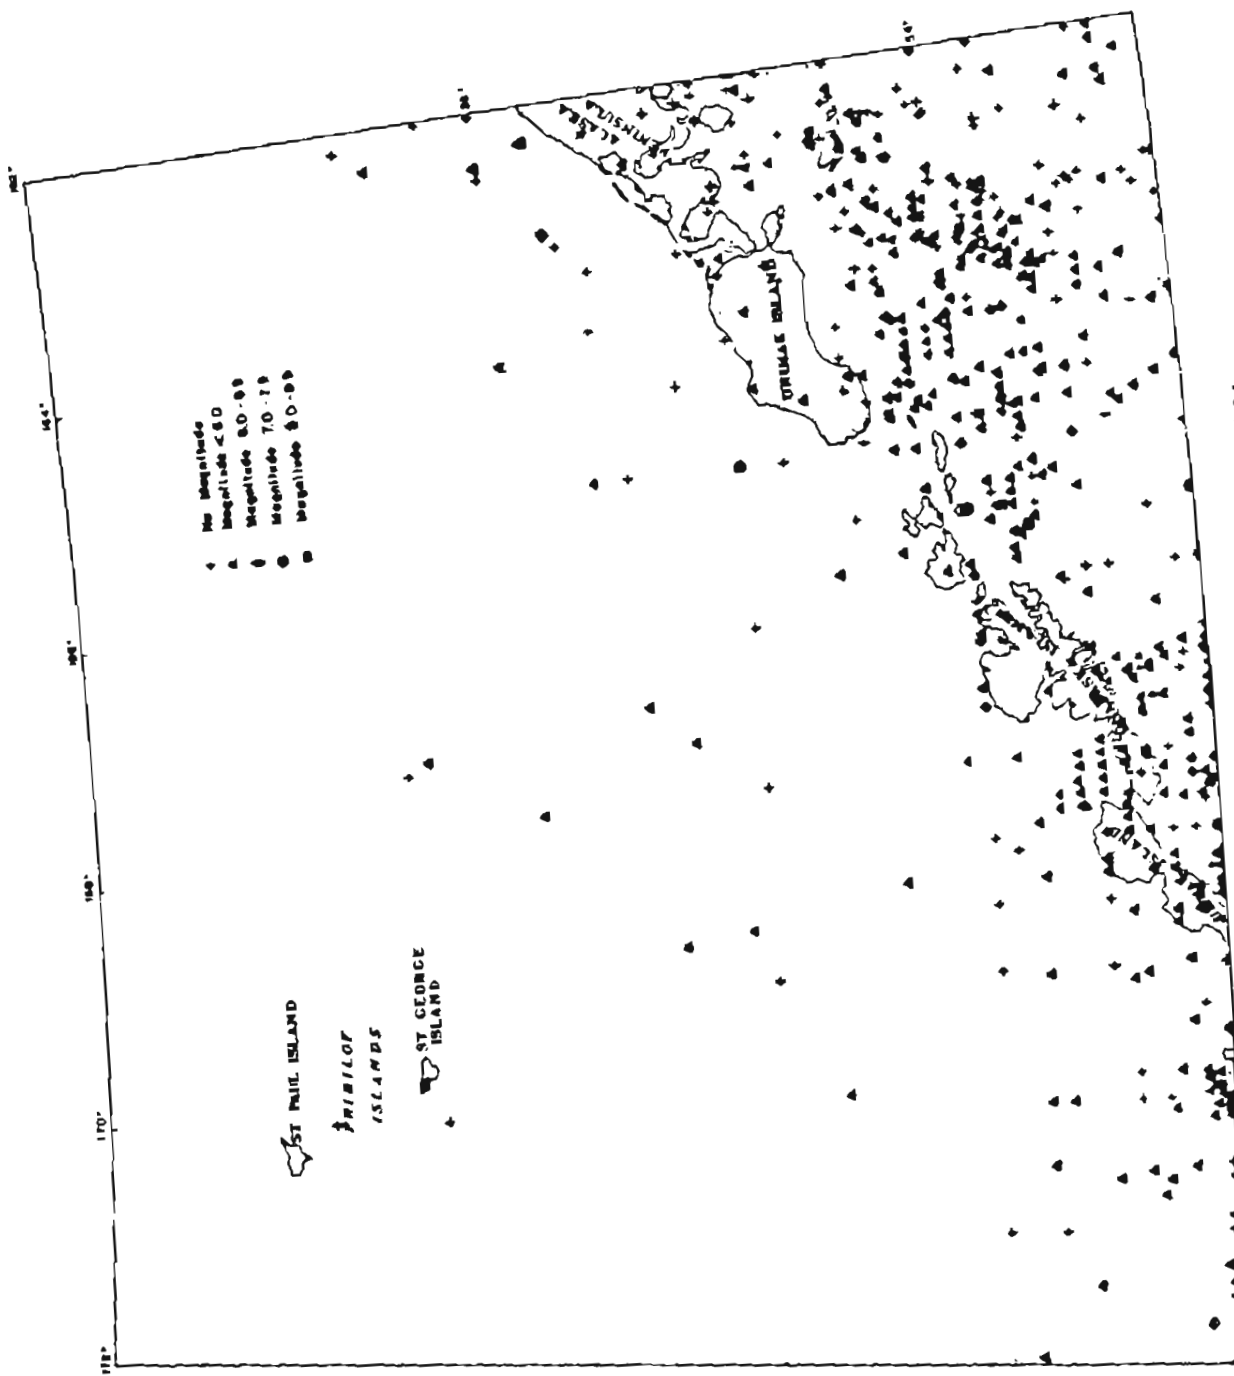 No Magnitude
Magnitude < 6.0
Magnitude 6.0 - 6.9
Magnitude 7.0 - 7.9
Magnitude 8.0 - 8.9
164°
166°
168°
170°
172°
54°
ALASKA
PENINSULA
UNIMAK ISLAND
ST PAUL ISLAND
PRIBILOF
ISLANDS
ST GEORGE
ISLAND
ISLAND